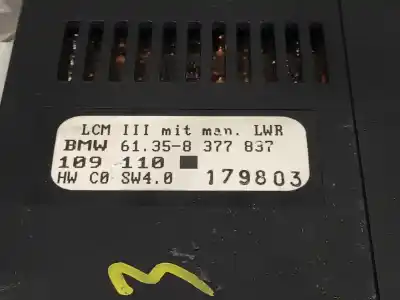 LCM III mit man. LWR
BMW 61.35-8 377 837
109 110
HW C0 SW4.0 179803